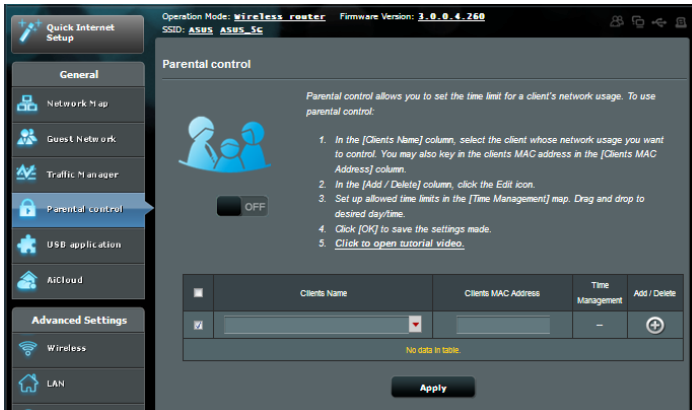 Quick Internet
Setup
Operation Mode: Wireless router Firmware Version: 3.0.0.4.260
SSID: ASUS ASUS_5G
General
Network Map
Guest Network
Traffic Manager
Parental control
USB application
AiCloud
Advanced Settings
Wireless
LAN
Parental control
Parental control allows you to set the time limit for a client's network usage. To use
parental control:
1. In the [Clients Name] column, select the client whose network usage you want
to control. You may also key in the clients MAC address in the [Clients MAC
Address] column.
2. In the [Add / Delete] column, click the Edit icon.
3. Set up allowed time limits in the [Time Management] map. Drag and drop to
desired day/time.
4. Click [OK] to save the settings made.
5. Click to open tutorial video.
OFF
Clients Name
Clients MAC Address
Time
Management
Add / Delete
–
No data in table.
Apply